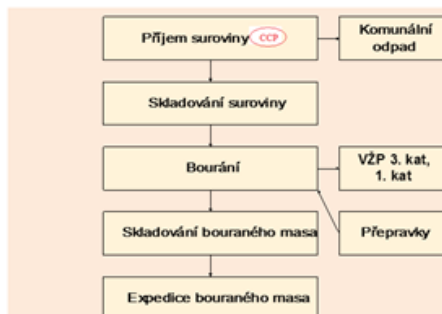 Příjem suroviny CCP
Komunální
odpad
Skladování suroviny
Bourání
VŽP 3. kat,
1. kat
Skladování bouraného masa
Přepravky
Expedice bouraného masa